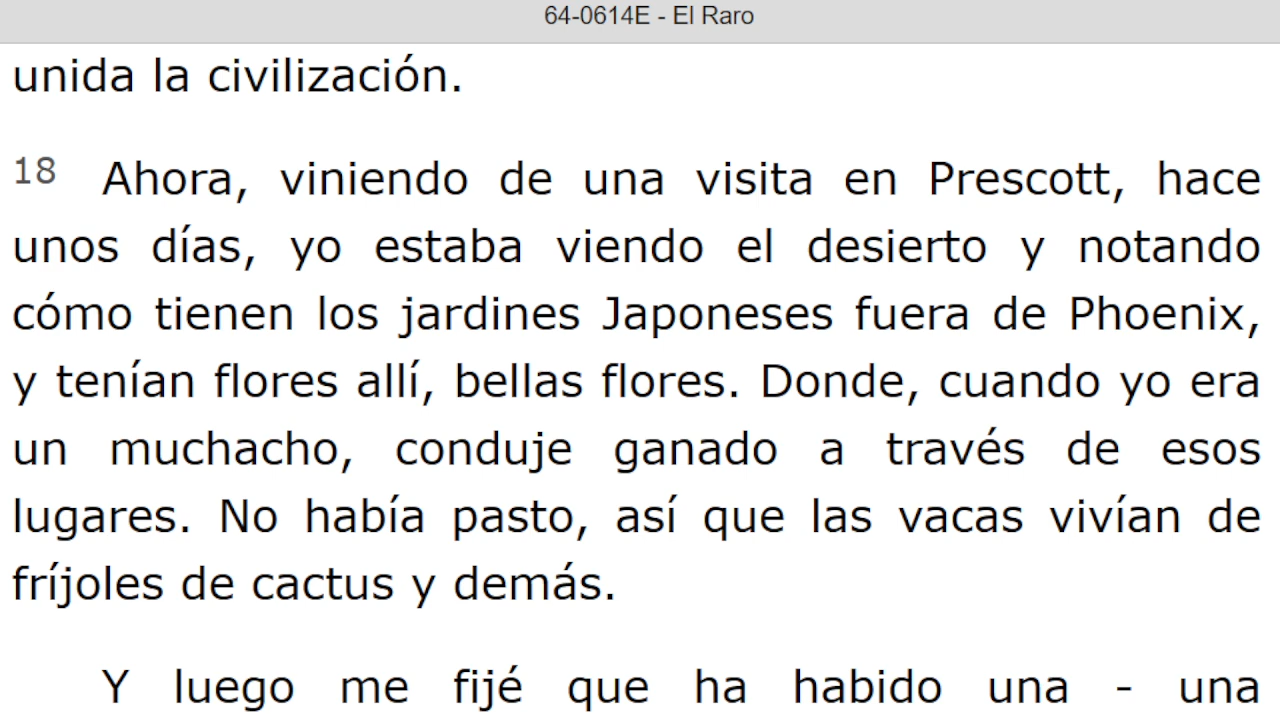 64-0614E - El Raro
unida la civilización.
18 Ahora, viniendo de una visita en Prescott, hace
unos días, yo estaba viendo el desierto y notando
cómo tienen los jardines Japoneses fuera de Phoenix,
y tenían flores allí, bellas flores. Donde, cuando yo era
un muchacho, conduje ganado a través de esos
lugares. No había pasto, así que las vacas vivían de
fríjoles de cactus y demás.
Y luego me fijé que ha habido una - una